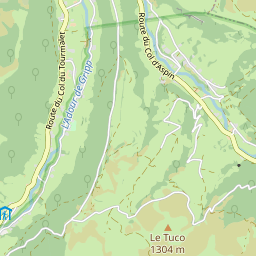 Route du Col du Tourmalet
L'Adour de Gripp
Route du Col d'Aspin
Le Tuco
1304 m